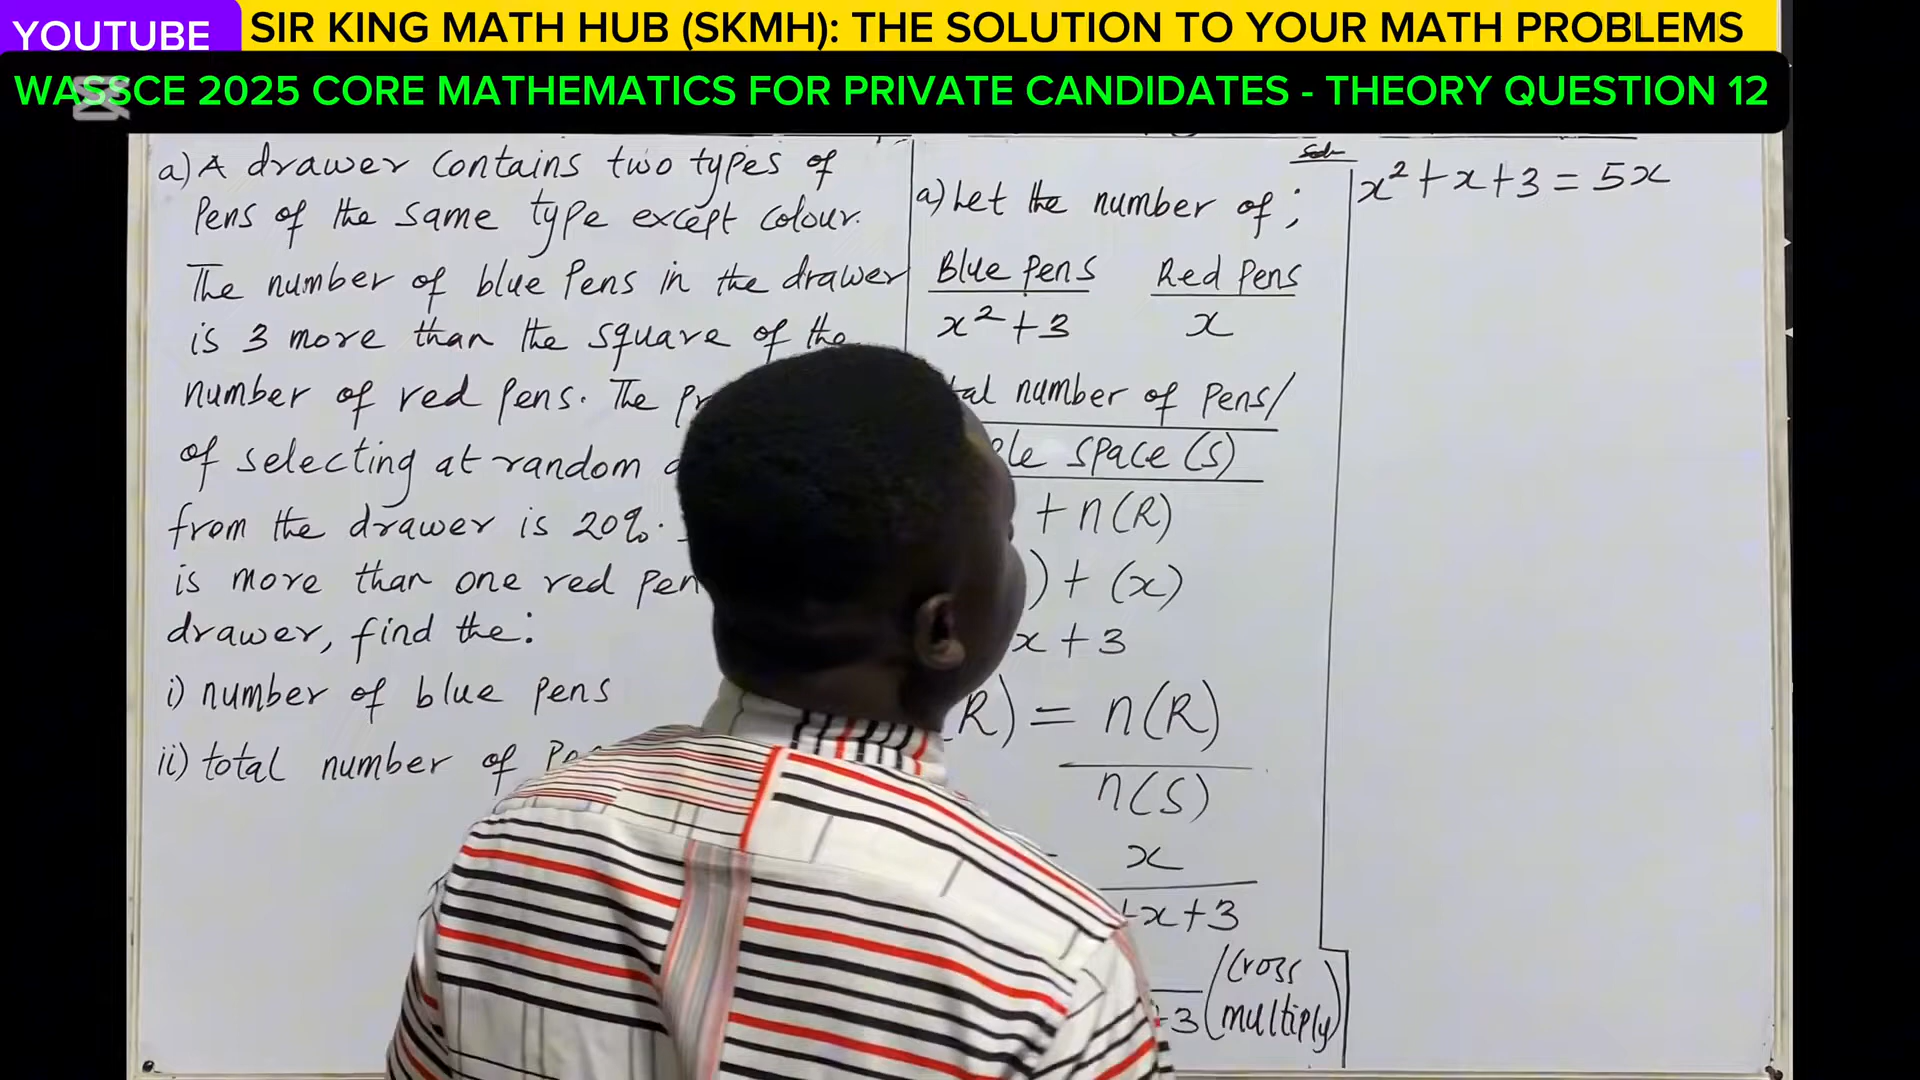 YOUTUBE
SIR KING MATH HUB (SKMH): THE SOLUTION TO YOUR MATH PROBLEMS
WASSSCE 2025 CORE MATHEMATICS FOR PRIVATE CANDIDATES - THEORY QUESTION 12
a) A drawer contains two types of
pens of the same type except colour.
The number of blue Pens in the drawer
is 3 more than the square of the
number of red pens. The
of selecting at random
from the drawer is 20%.
is more than one red pen
drawer, find the:
i) number of blue pens
ii) total number of
Soln
a) Let the number of;
Blue pens Red Pens
x² + 3 x
number of Pens/
space (S)
+ n(R)
) + (x)
x + 3
R) = n(R)
n(S)
x
x + 3
+3 (Cross
multiply)
x² + x + 3 = 5x